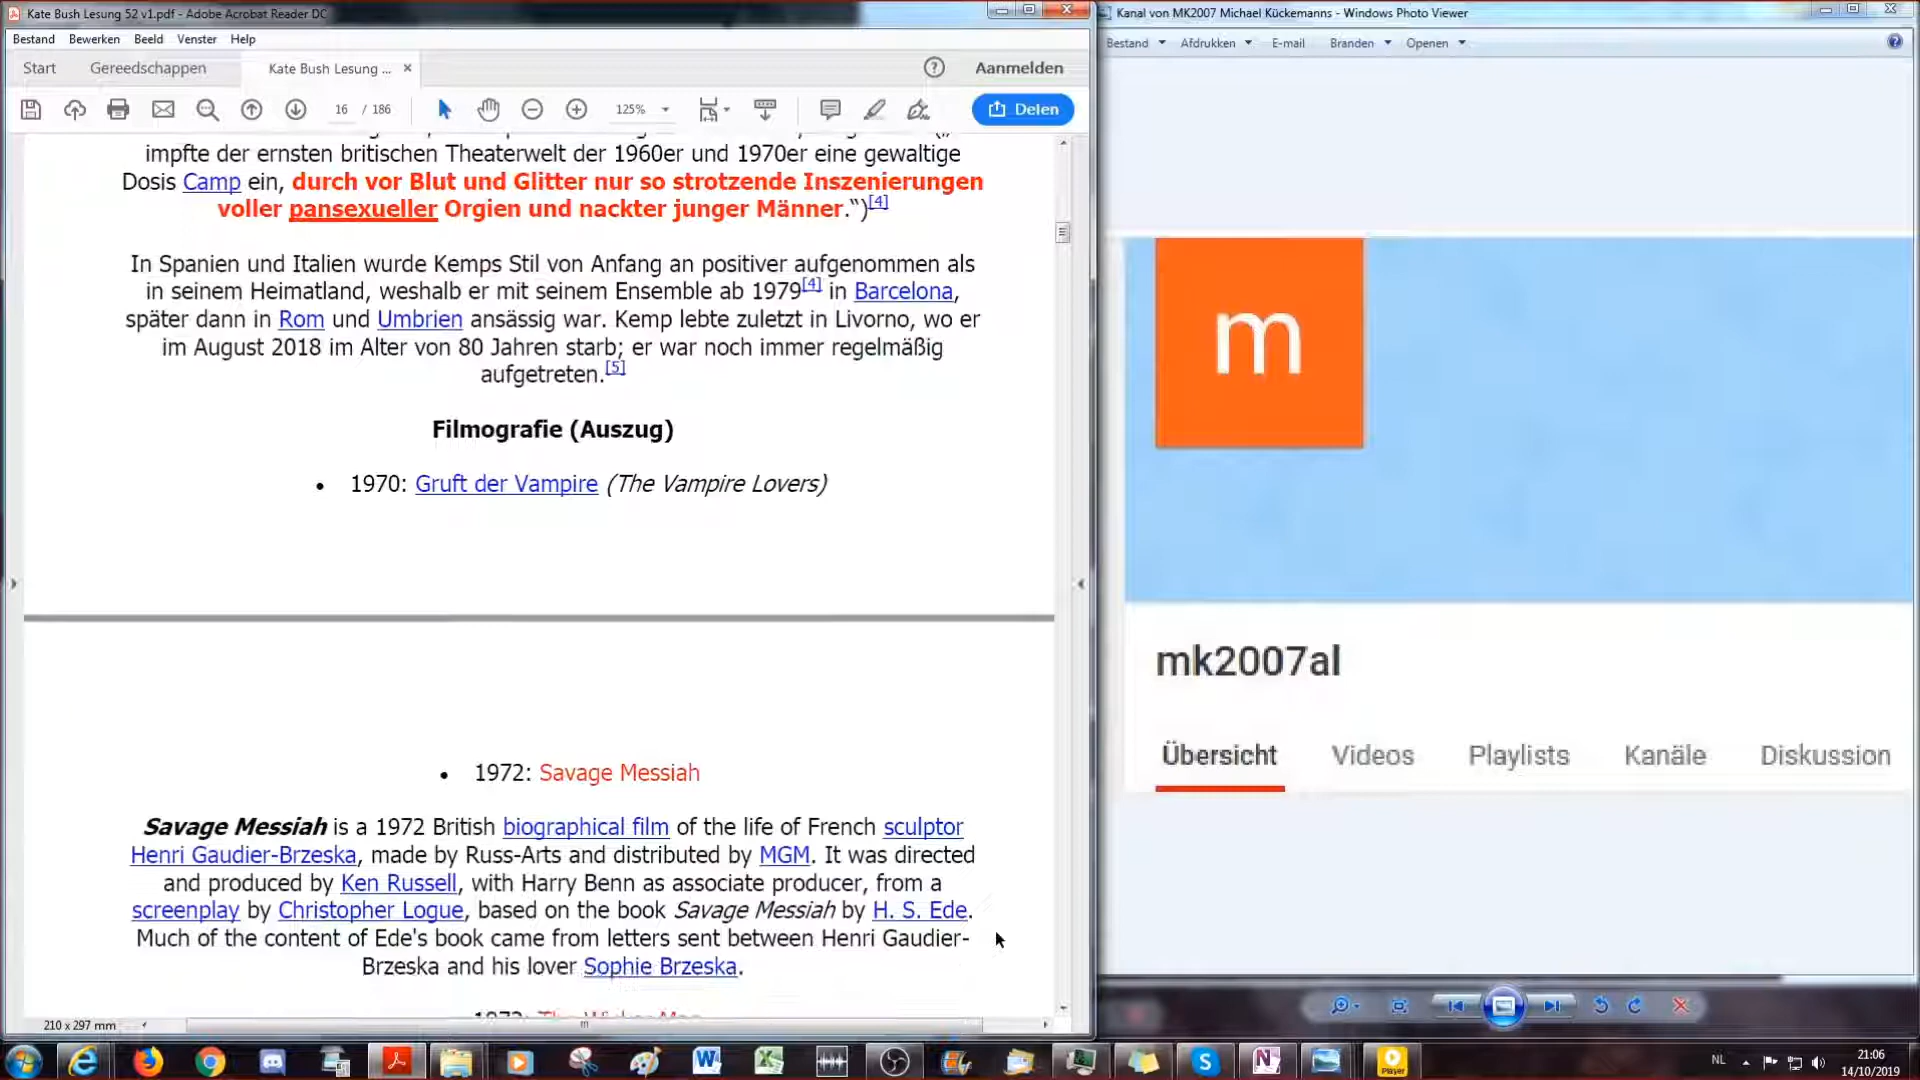 Kate Bush Lesung 52 v1.pdf - Adobe Acrobat Reader DC
Bestand Bewerken Beeld Venster Help
Start Gereedschappen Kate Bush Lesung ... × Aanmelden
16 / 186 125% Delen
impfte der ernsten britischen Theaterwelt der 1960er und 1970er eine gewaltige
Dosis Camp ein, durch vor Blut und Glitter nur so strotzende Inszenierungen
voller pansexueller Orgien und nackter junger Männer.“)[4]
In Spanien und Italien wurde Kemps Stil von Anfang an positiver aufgenommen als
in seinem Heimatland, weshalb er mit seinem Ensemble ab 1979[4] in Barcelona,
später dann in Rom und Umbrien ansässig war. Kemp lebte zuletzt in Livorno, wo er
im August 2018 im Alter von 80 Jahren starb; er war noch immer regelmäßig
aufgetreten.[5]
Filmografie (Auszug)
• 1970: Gruft der Vampire (The Vampire Lovers)
• 1972: Savage Messiah
Savage Messiah is a 1972 British biographical film of the life of French sculptor
Henri Gaudier-Brzeska, made by Russ-Arts and distributed by MGM. It was directed
and produced by Ken Russell, with Harry Benn as associate producer, from a
screenplay by Christopher Logue, based on the book Savage Messiah by H. S. Ede.
Much of the content of Ede's book came from letters sent between Henri Gaudier-
Brzeska and his lover Sophie Brzeska.
210 x 297 mm
Kanal von MK2007 Michael Kückemanns - Windows Photo Viewer
Bestand Afdrukken E-mail Branden Openen
m
mk2007al
Übersicht Videos Playlists Kanäle Diskussion
Player
NL
21:06
14/10/2019